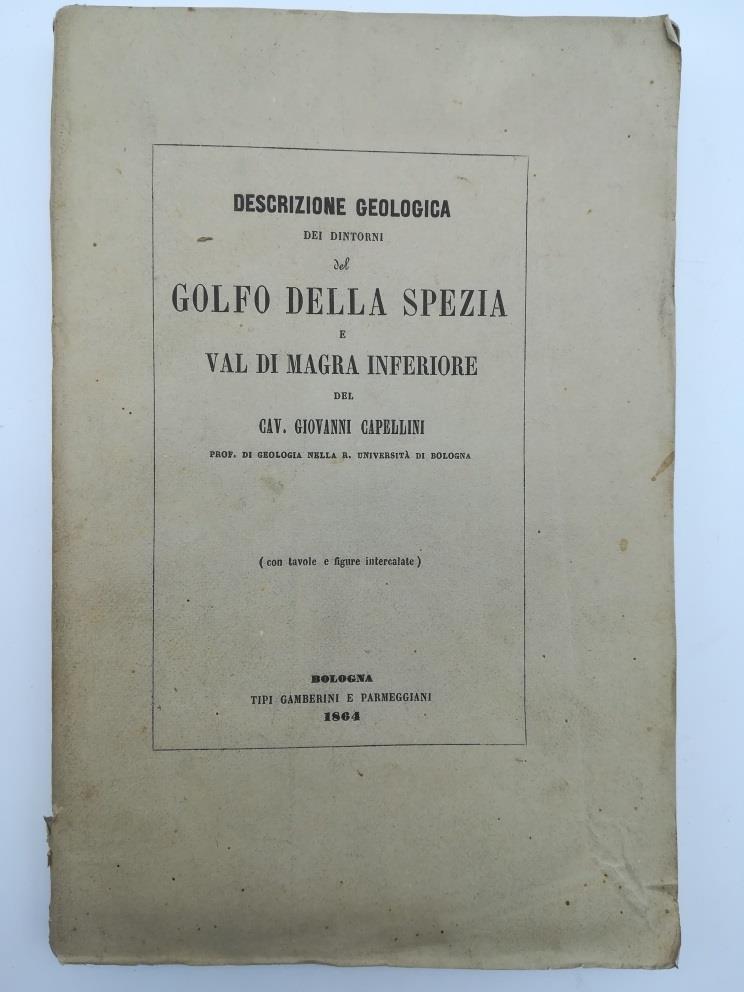 DESCRIZIONE GEOLOGICA
DEI DINTORNI
del
GOLFO DELLA SPEZIA
E
VAL DI MAGRA INFERIORE
DEL
CAV. GIOVANNI CAPELLINI
PROF. DI GEOLOGIA NELLA R. UNIVERSITÀ DI BOLOGNA
(con tavole e figure intercalate)
BOLOGNA
TIPI GAMBERINI E PARMEGGIANI
1864